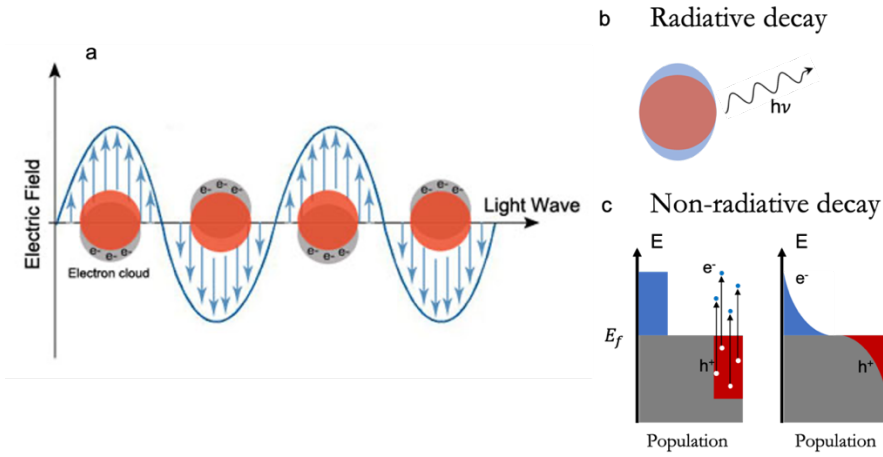 a
Electric Field
e- e- e-
e- e- e-
e- e- e-
e- e- e-
Electron cloud
Light Wave
b Radiative decay
hν
c Non-radiative decay
E
e-
E_f
h+
Population
E
e-
h+
Population